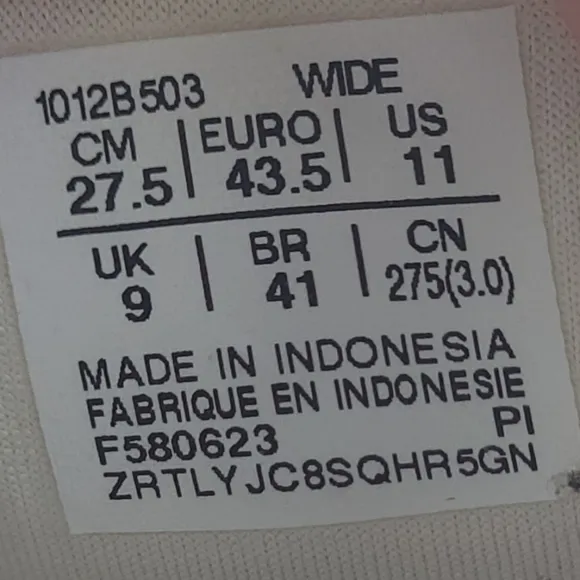 1012B503 WIDE
CM | EURO | US
27.5 | 43.5 | 11
UK | BR | CN
9 | 41 | 275(3.0)
MADE IN INDONESIA
FABRIQUE EN INDONESIE
F580623 PI
ZRTLYJC8SQHR5GN